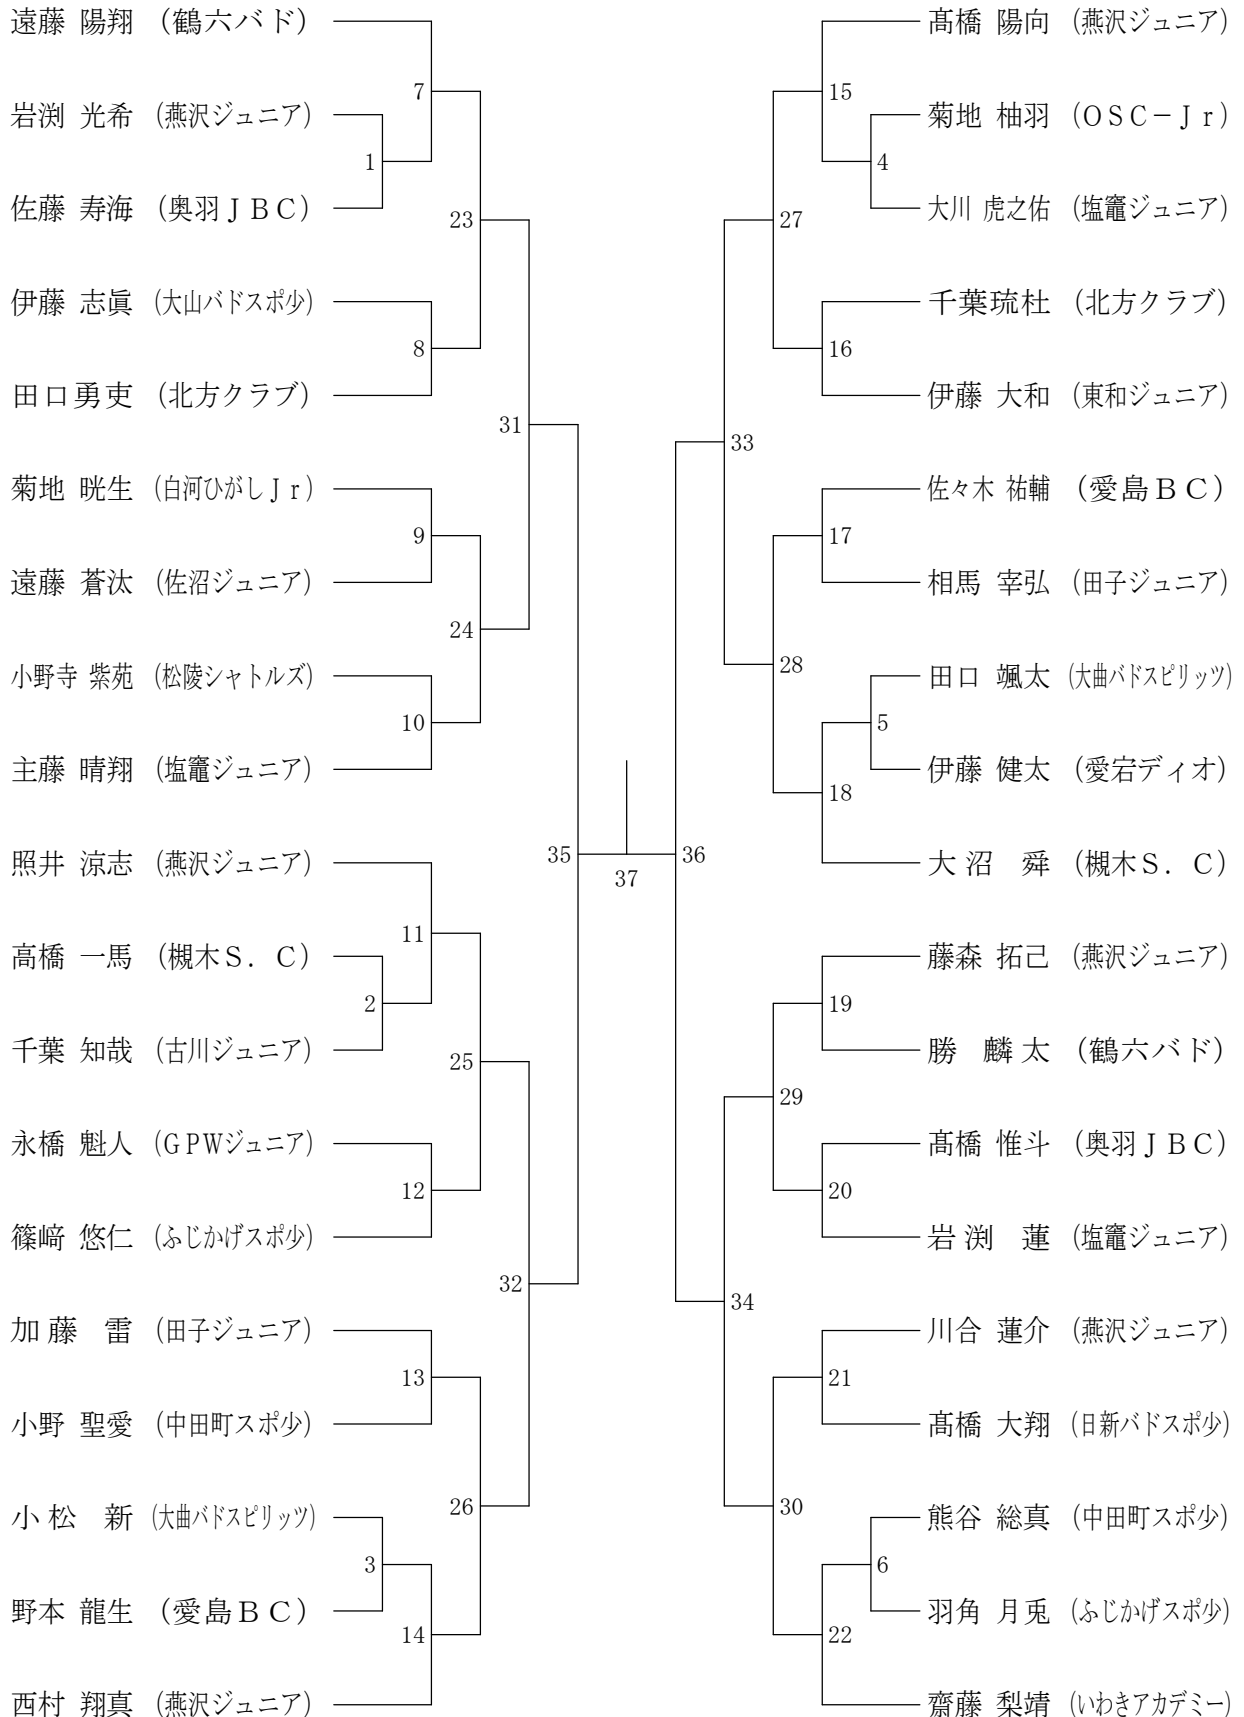 遠藤 陽翔 (鶴六バド)
7
岩渕 光希 (燕沢ジュニア)
1
佐藤 寿海 (奥羽ＪＢＣ)
23
伊藤 志眞 (大山バドスポ少)
8
田口勇吏 (北方クラブ)
31
菊地 晄生 (白河ひがしＪｒ)
9
遠藤 蒼汰 (佐沼ジュニア)
24
小野寺 紫苑 (松陵シャトルズ)
10
主藤 晴翔 (塩竈ジュニア)
35
照井 涼志 (燕沢ジュニア)
11
高橋 一馬 (槻木Ｓ．Ｃ)
2
千葉 知哉 (古川ジュニア)
25
永橋 魁人 (ＧＰＷジュニア)
12
篠﨑 悠仁 (ふじかげスポ少)
32
加藤 雷 (田子ジュニア)
13
小野 聖愛 (中田町スポ少)
26
小松 新 (大曲バドスピリッツ)
3
野本 龍生 (愛島ＢＣ)
14
西村 翔真 (燕沢ジュニア)
37
髙橋 陽向 (燕沢ジュニア)
15
菊地 柚羽 (ＯＳＣ－Ｊｒ)
4
大川 虎之佑 (塩竈ジュニア)
27
千葉琉杜 (北方クラブ)
16
伊藤 大和 (東和ジュニア)
33
佐々木 祐輔 (愛島ＢＣ)
17
相馬 宰弘 (田子ジュニア)
28
田口 颯太 (大曲バドスピリッツ)
5
伊藤 健太 (愛宕ディオ)
18
大沼 舜 (槻木Ｓ．Ｃ)
36
藤森 拓己 (燕沢ジュニア)
19
勝 麟太 (鶴六バド)
29
髙橋 惟斗 (奥羽ＪＢＣ)
20
岩渕 蓮 (塩竈ジュニア)
34
川合 蓮介 (燕沢ジュニア)
21
髙橋 大翔 (日新バドスポ少)
30
熊谷 総真 (中田町スポ少)
6
羽角 月兎 (ふじかげスポ少)
22
齋藤 梨靖 (いわきアカデミー)